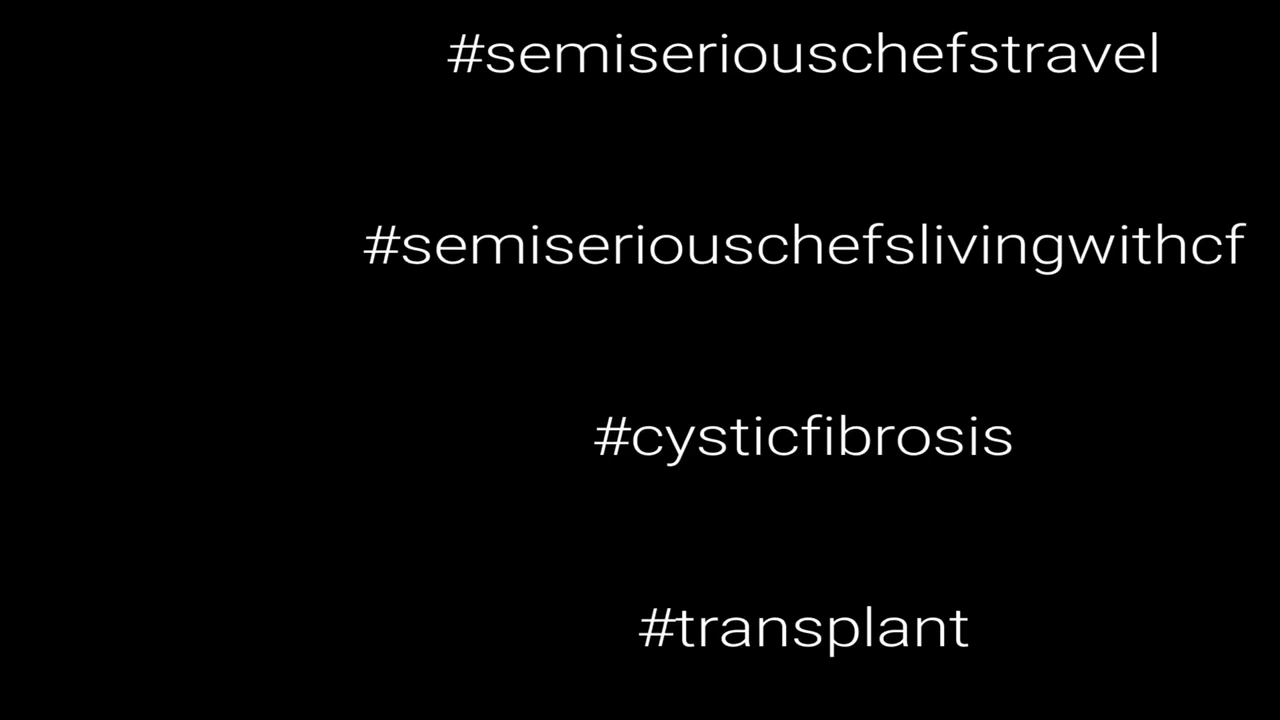 #semiseriouschefstravel
#semiseriouschefslivingwithcf
#cysticfibrosis
#transplant